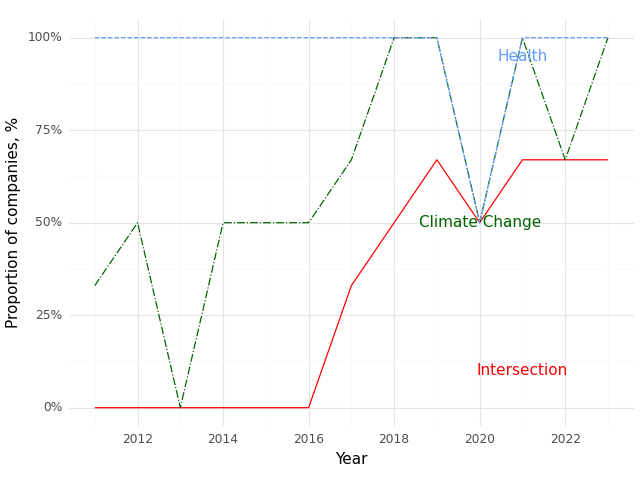 100%
Health
75%
Climate Change
50%
25%
Intersection
0%
Proportion of companies, %
2012
2014
2016
2018
2020
2022
Year